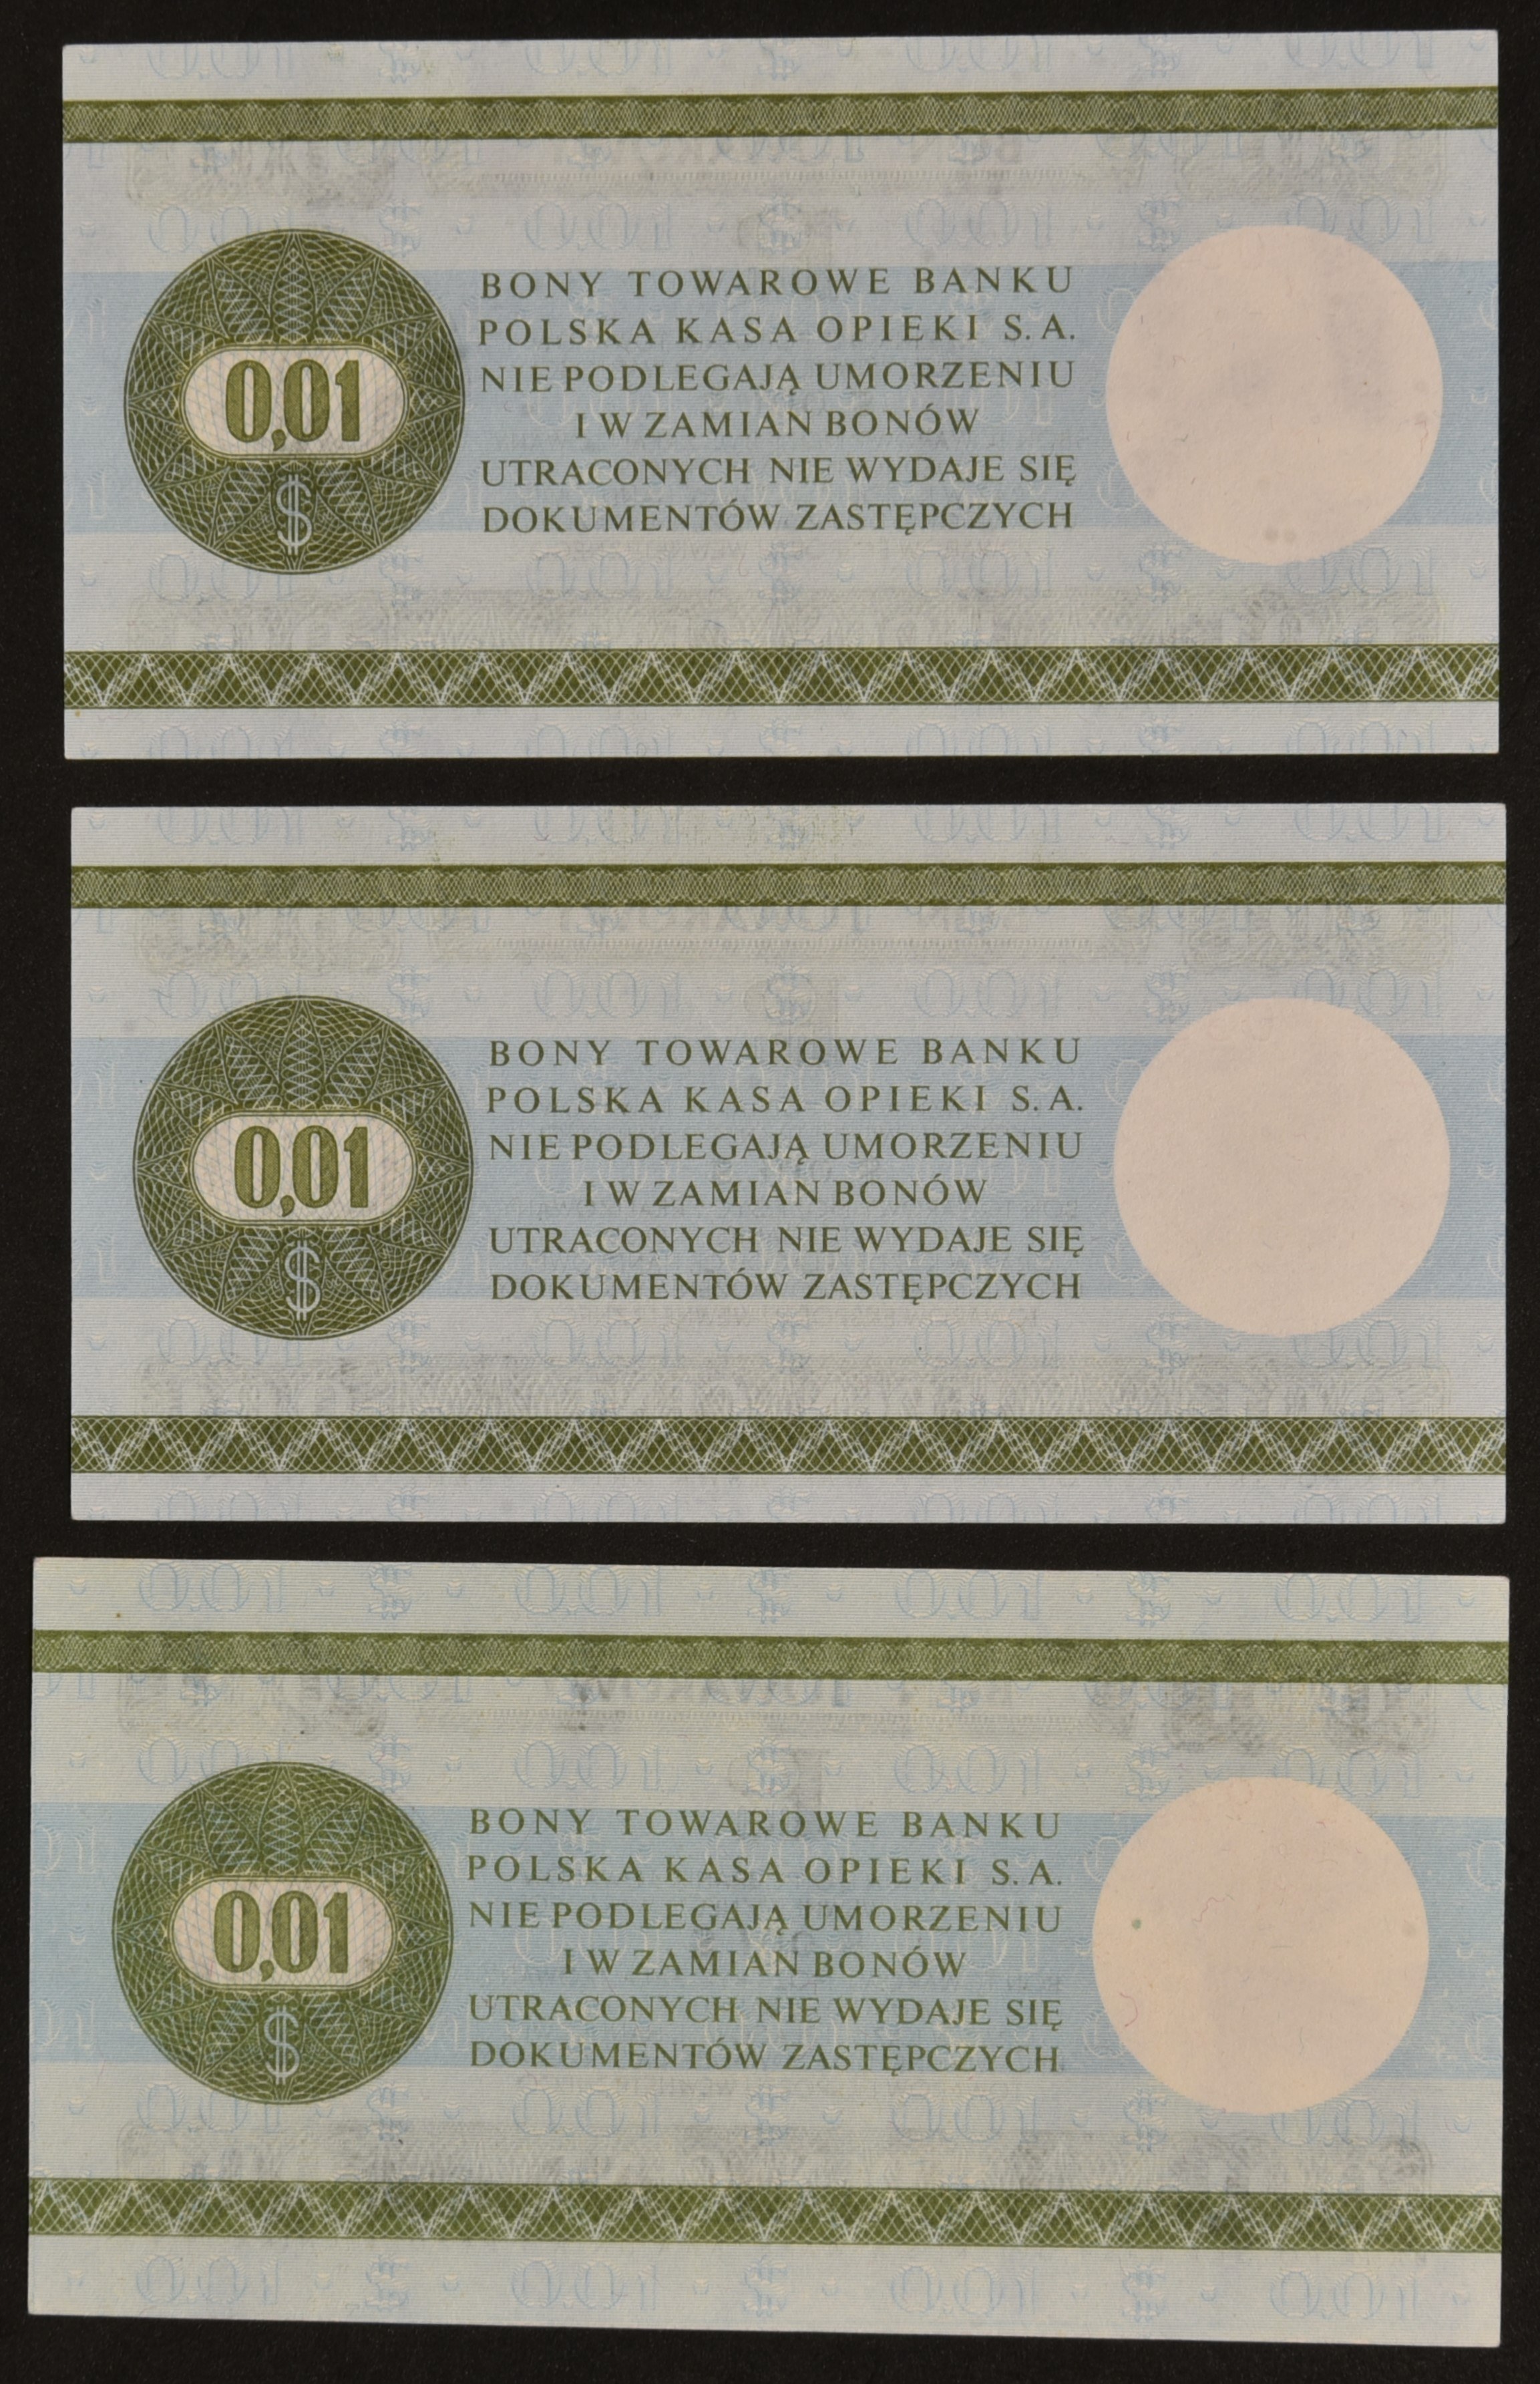 BONY TOWAROWE BANKU
POLSKA KASA OPIEKI S.A.
NIE PODLEGAJĄ UMORZENIU
I W ZAMIAN BONÓW
UTRACONYCH NIE WYDAJE SIĘ
DOKUMENTÓW ZASTĘPCZYCH
0,01
$
BONY TOWAROWE BANKU
POLSKA KASA OPIEKI S.A.
NIE PODLEGAJĄ UMORZENIU
I W ZAMIAN BONÓW
UTRACONYCH NIE WYDAJE SIĘ
DOKUMENTÓW ZASTĘPCZYCH
0,01
$
BONY TOWAROWE BANKU
POLSKA KASA OPIEKI S.A.
NIE PODLEGAJĄ UMORZENIU
I W ZAMIAN BONÓW
UTRACONYCH NIE WYDAJE SIĘ
DOKUMENTÓW ZASTĘPCZYCH
0,01
$